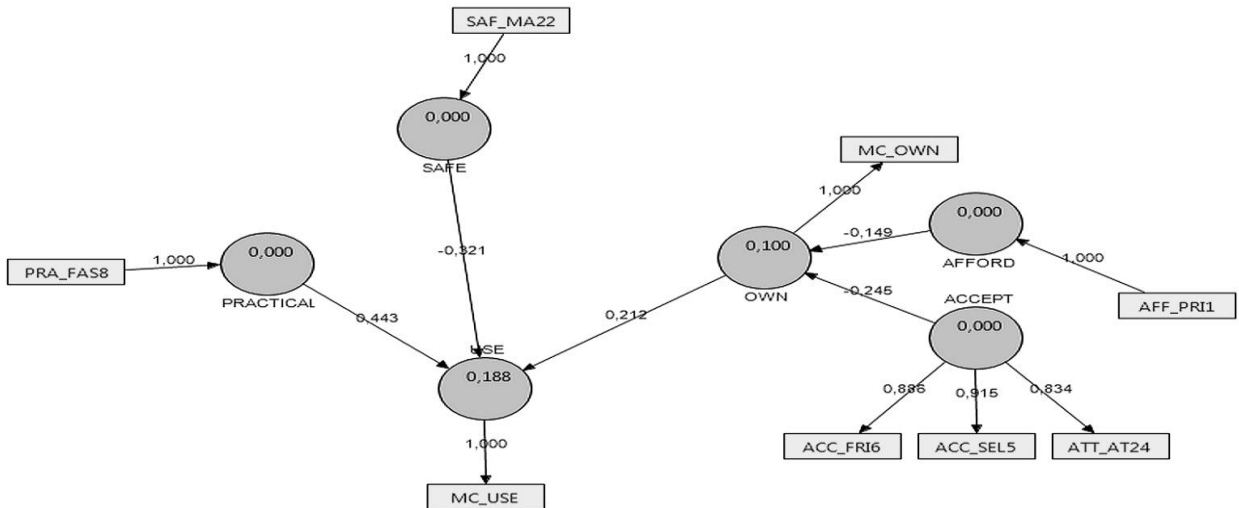 SAF_MA22
1,000
0,000
SAFE
MC_OWN
1,000
0,000
-0,149
AFFORD
1,000
AFF_PRI1
0,100
OWN
-0,245
ACCEPT
0,000
0,886
0,915
0,834
ACC_FRI6
ACC_SEL5
ATT_AT24
-0,321
0,000
PRACTICAL
1,000
PRA_FAS8
0,443
0,212
USE
0,188
1,000
MC_USE